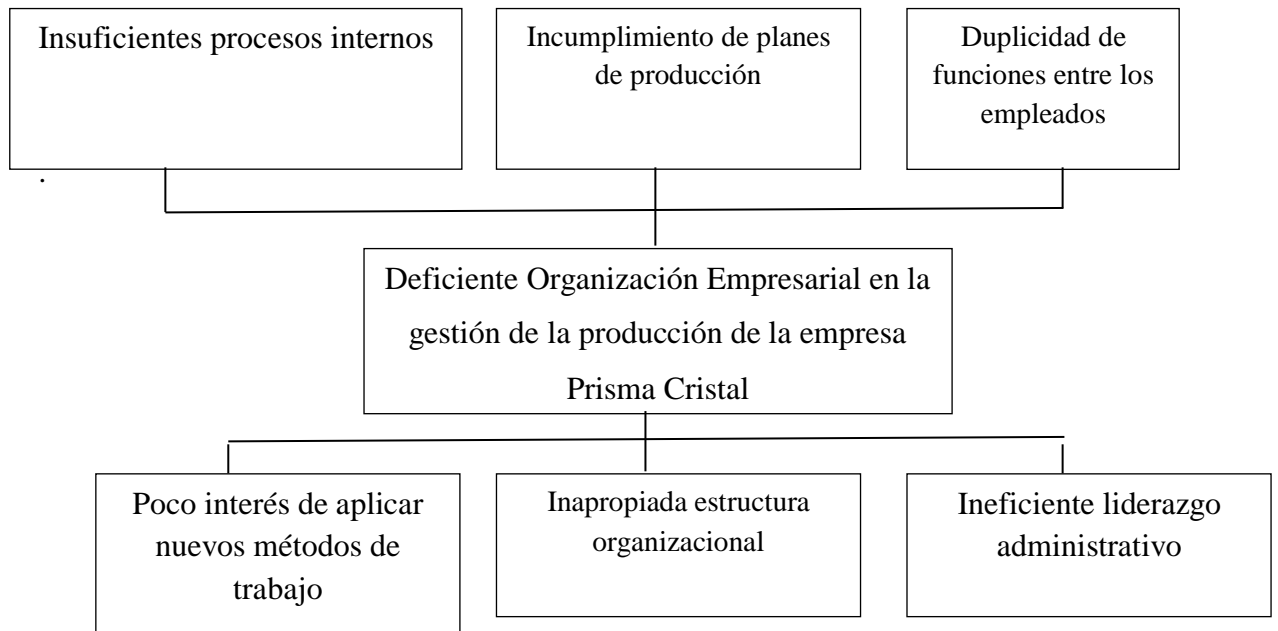 Insuficientes procesos internos
Incumplimiento de planes
de producción
Duplicidad de
funciones entre los
empleados
.
Deficiente Organización Empresarial en la
gestión de la producción de la empresa
Prisma Cristal
Poco interés de aplicar
nuevos métodos de
trabajo
Inapropiada estructura
organizacional
Ineficiente liderazgo
administrativo